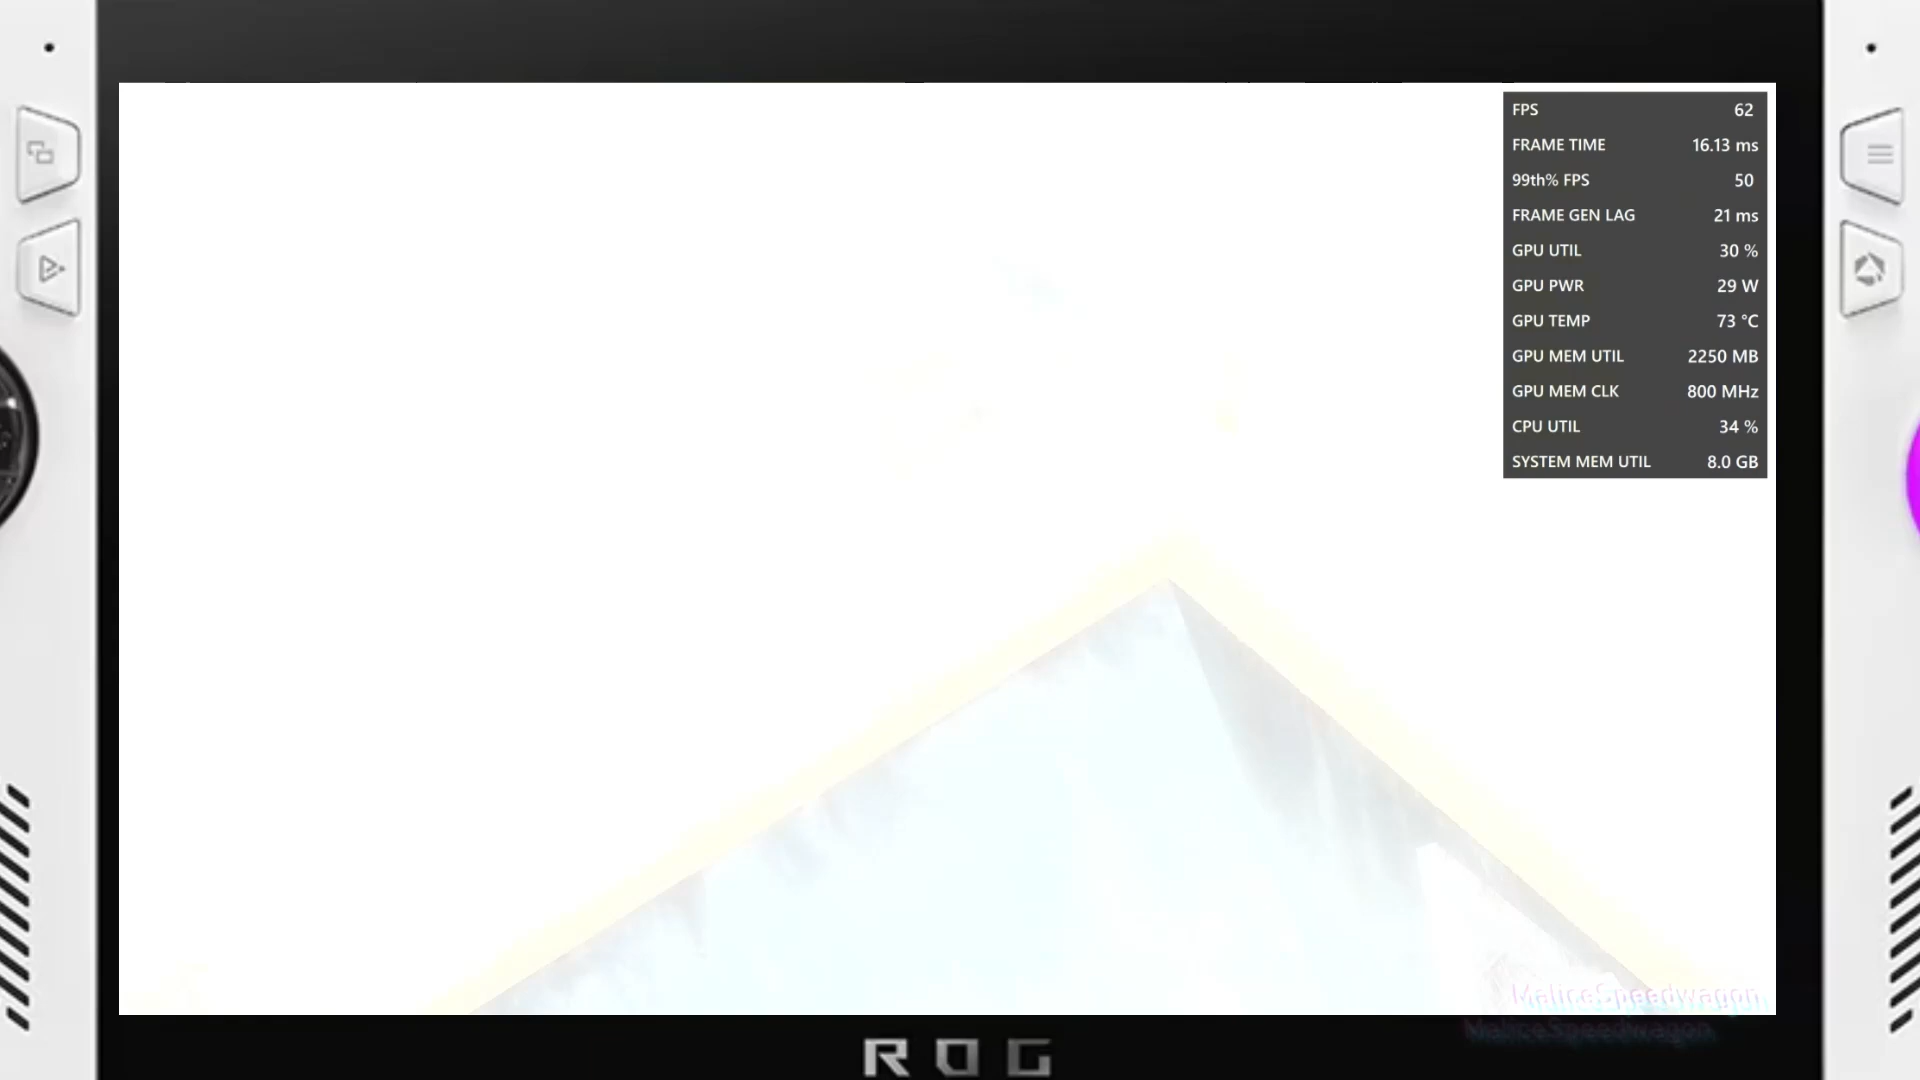 FPS 62
FRAME TIME 16.13 ms
99th% FPS 50
FRAME GEN LAG 21 ms
GPU UTIL 30 %
GPU PWR 29 W
GPU TEMP 73 °C
GPU MEM UTIL 2250 MB
GPU MEM CLK 800 MHz
CPU UTIL 34 %
SYSTEM MEM UTIL 8.0 GB
MaliceSpeedwagon
MaliceSpeedwagon
ROG